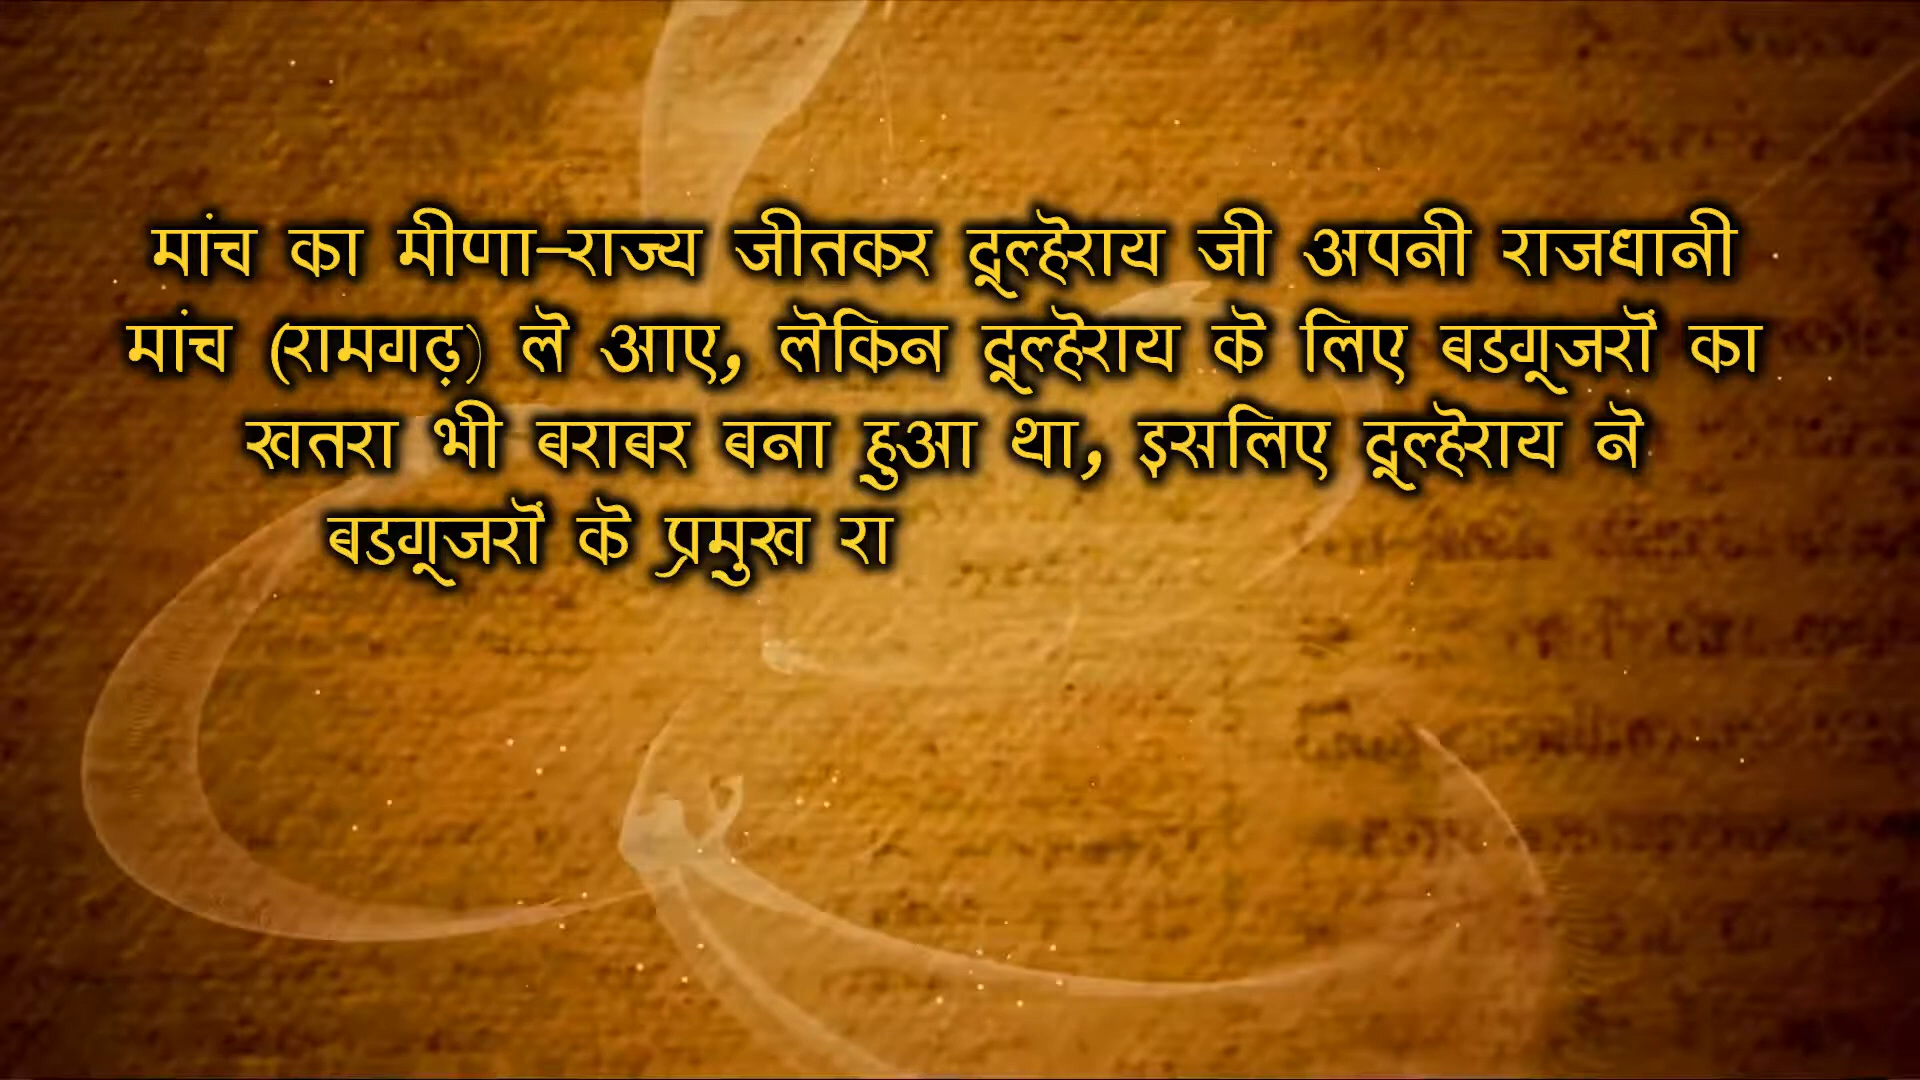 मांच का मीणा-राज्य जीतकर दूल्हेराय जी अपनी राजधानी
मांच (रामगढ़) ले आए, लेकिन दूल्हेराय के लिए बडगूजरों का
खतरा भी बराबर बना हुआ था, इसलिए दूल्हेराय ने
बडगूजरों के प्रमुख रा